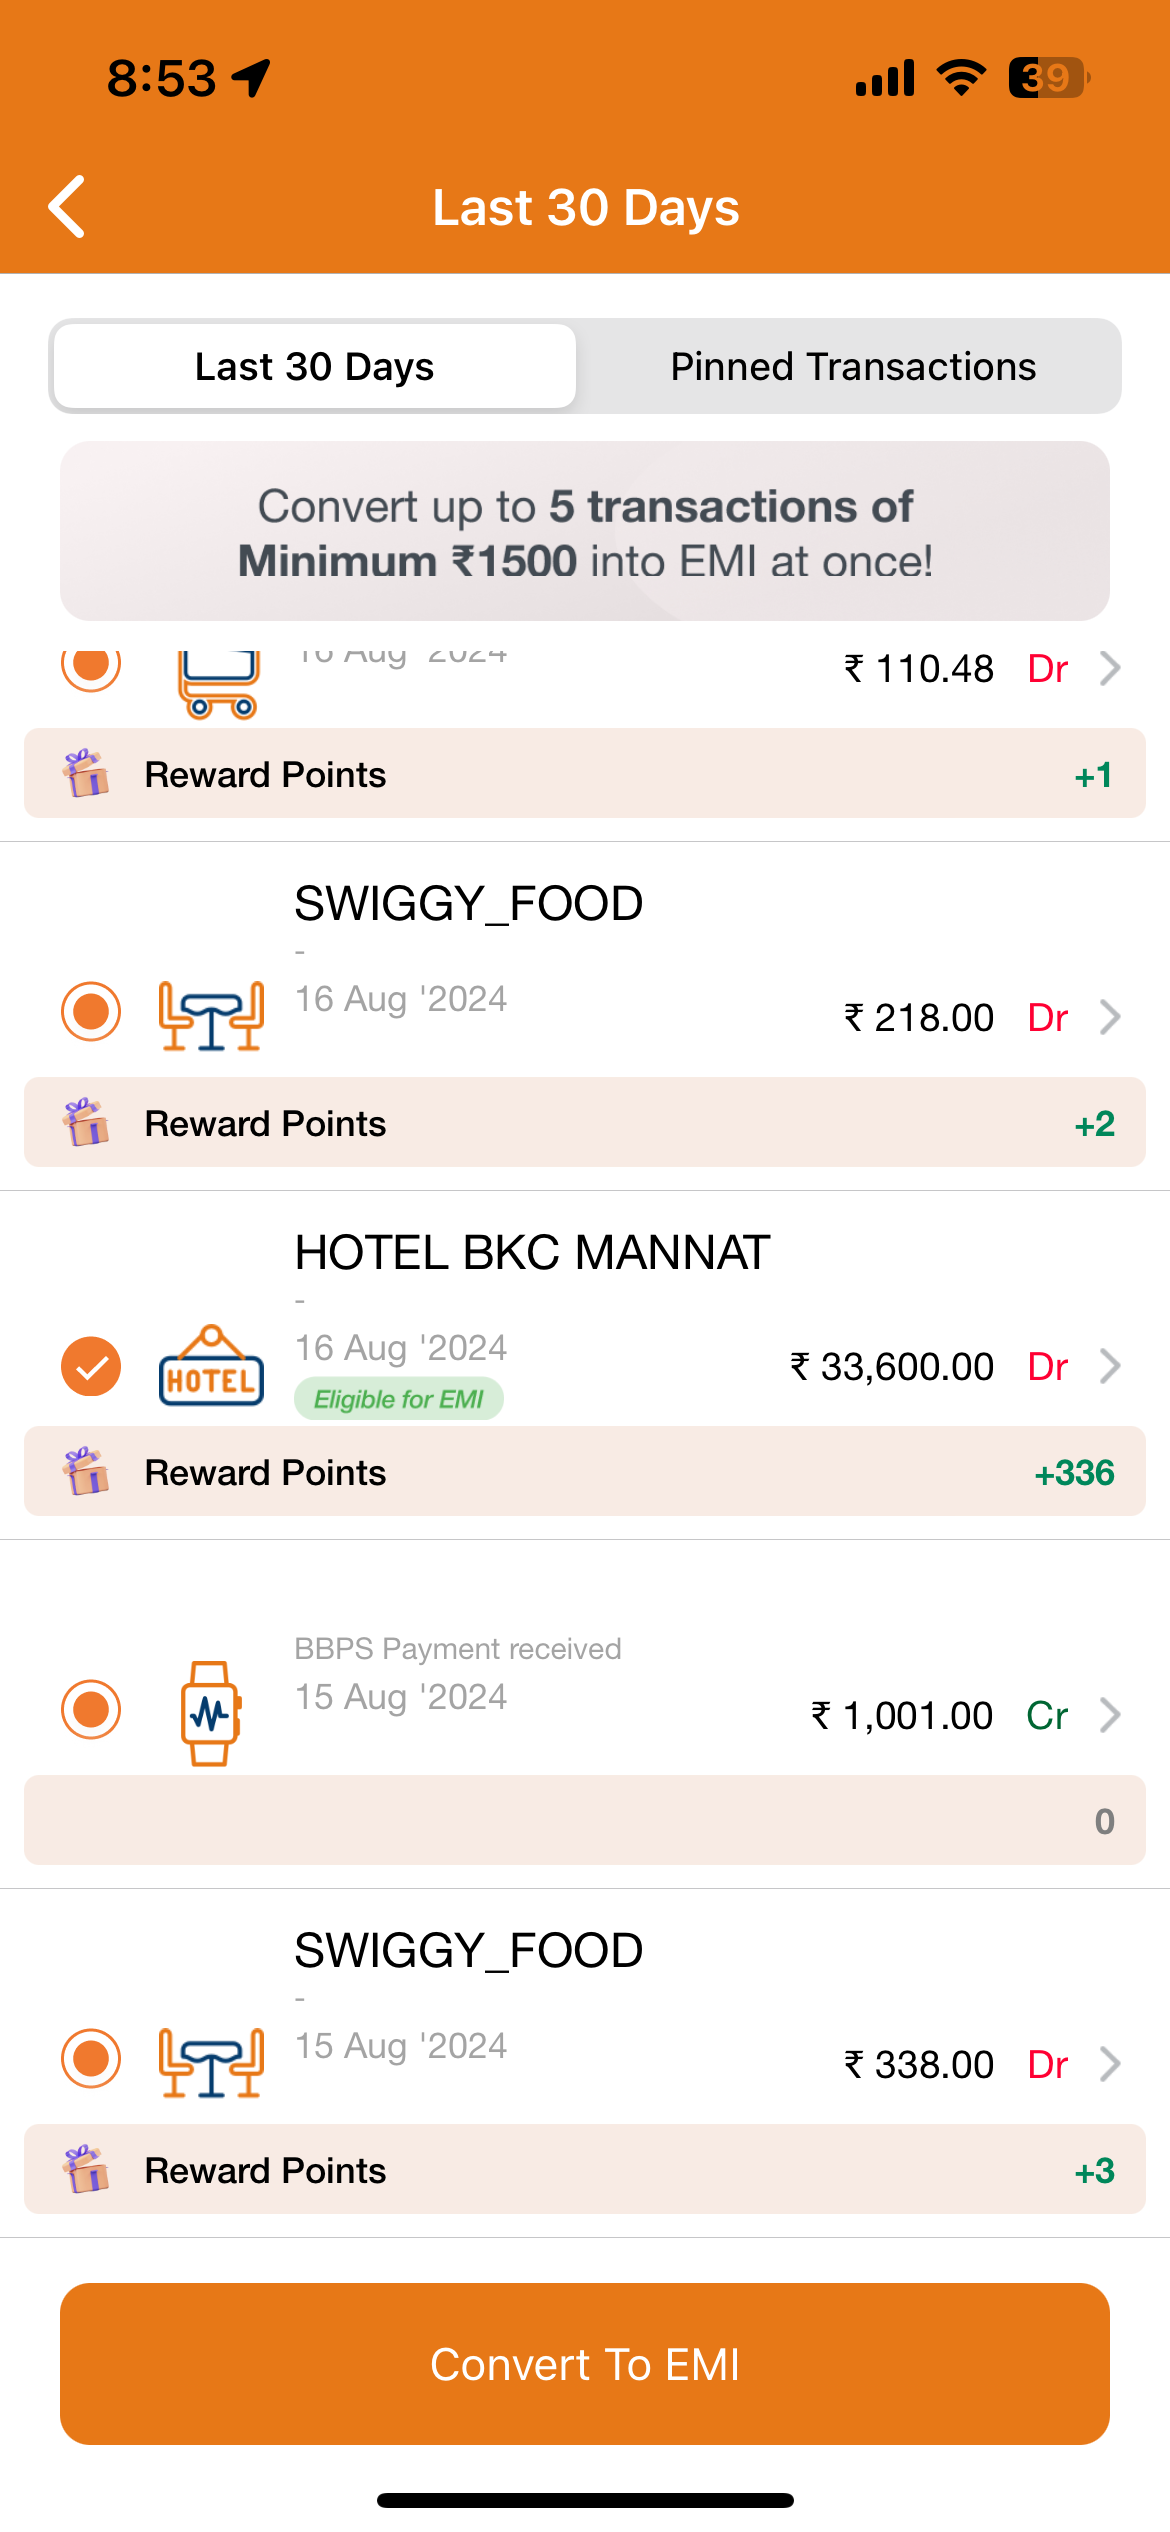 8:53
39
Last 30 Days
Last 30 Days
Pinned Transactions
Convert up to 5 transactions of
Minimum ₹1500 into EMI at once!
16 Aug '2024
₹ 110.48 Dr
Reward Points +1
SWIGGY_FOOD
-
16 Aug '2024
₹ 218.00 Dr
Reward Points +2
HOTEL BKC MANNAT
-
16 Aug '2024
HOTEL
₹ 33,600.00 Dr
Eligible for EMI
Reward Points +336
BBPS Payment received
15 Aug '2024
₹ 1,001.00 Cr
0
SWIGGY_FOOD
-
15 Aug '2024
₹ 338.00 Dr
Reward Points +3
Convert To EMI